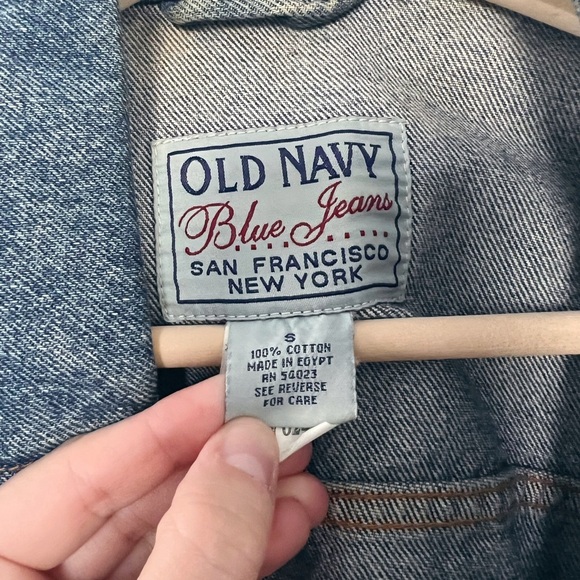 OLD NAVY
Blue Jeans
SAN FRANCISCO
NEW YORK
S
100% COTTON
MADE IN EGYPT
RN 54023
SEE REVERSE
FOR CARE